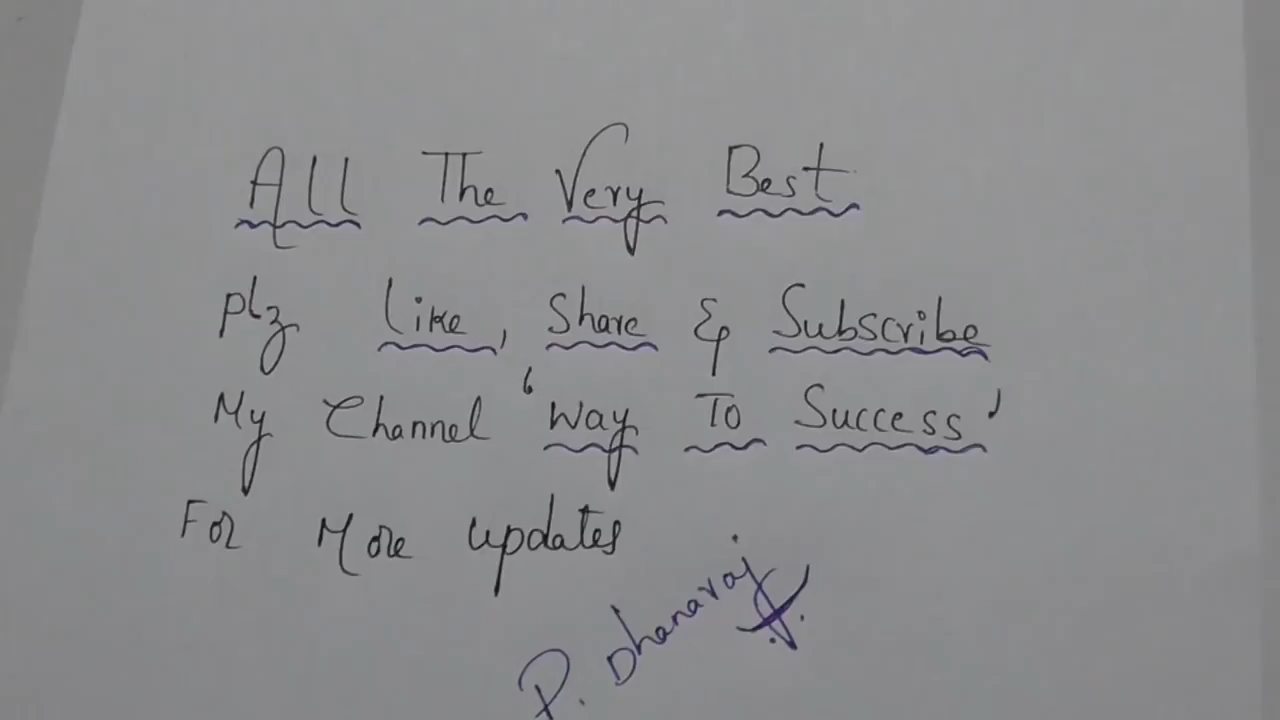 All The Very Best
Plz Like, Share & Subscribe
My Channel 'Way To Success'
For More updates
P. Dhanaraj